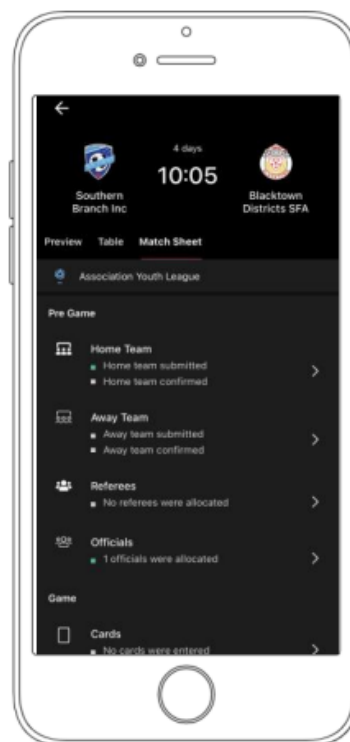 4 days
10:05
Southern
Branch Inc
Blacktown
Districts SFA
Preview Table Match Sheet
Association Youth League
Pre Game
Home Team
Home team submitted
Home team confirmed
Away Team
Away team submitted
Away team confirmed
Referees
No referees were allocated
Officials
1 officials were allocated
Game
Cards
No cards were entered